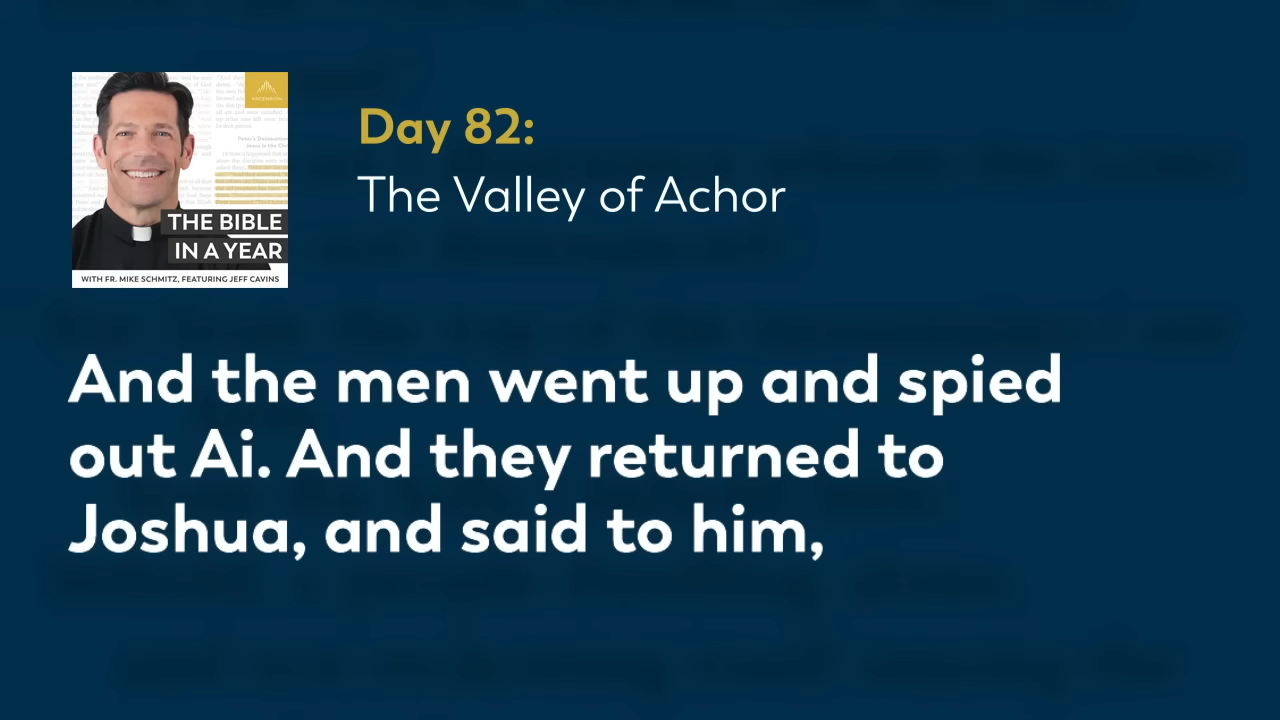 Day 82:
The Valley of Achor
THE BIBLE
IN A YEAR
WITH FR. MIKE SCHMITZ, FEATURING JEFF CAVINS
And the men went up and spied
out Ai. And they returned to
Joshua, and said to him,